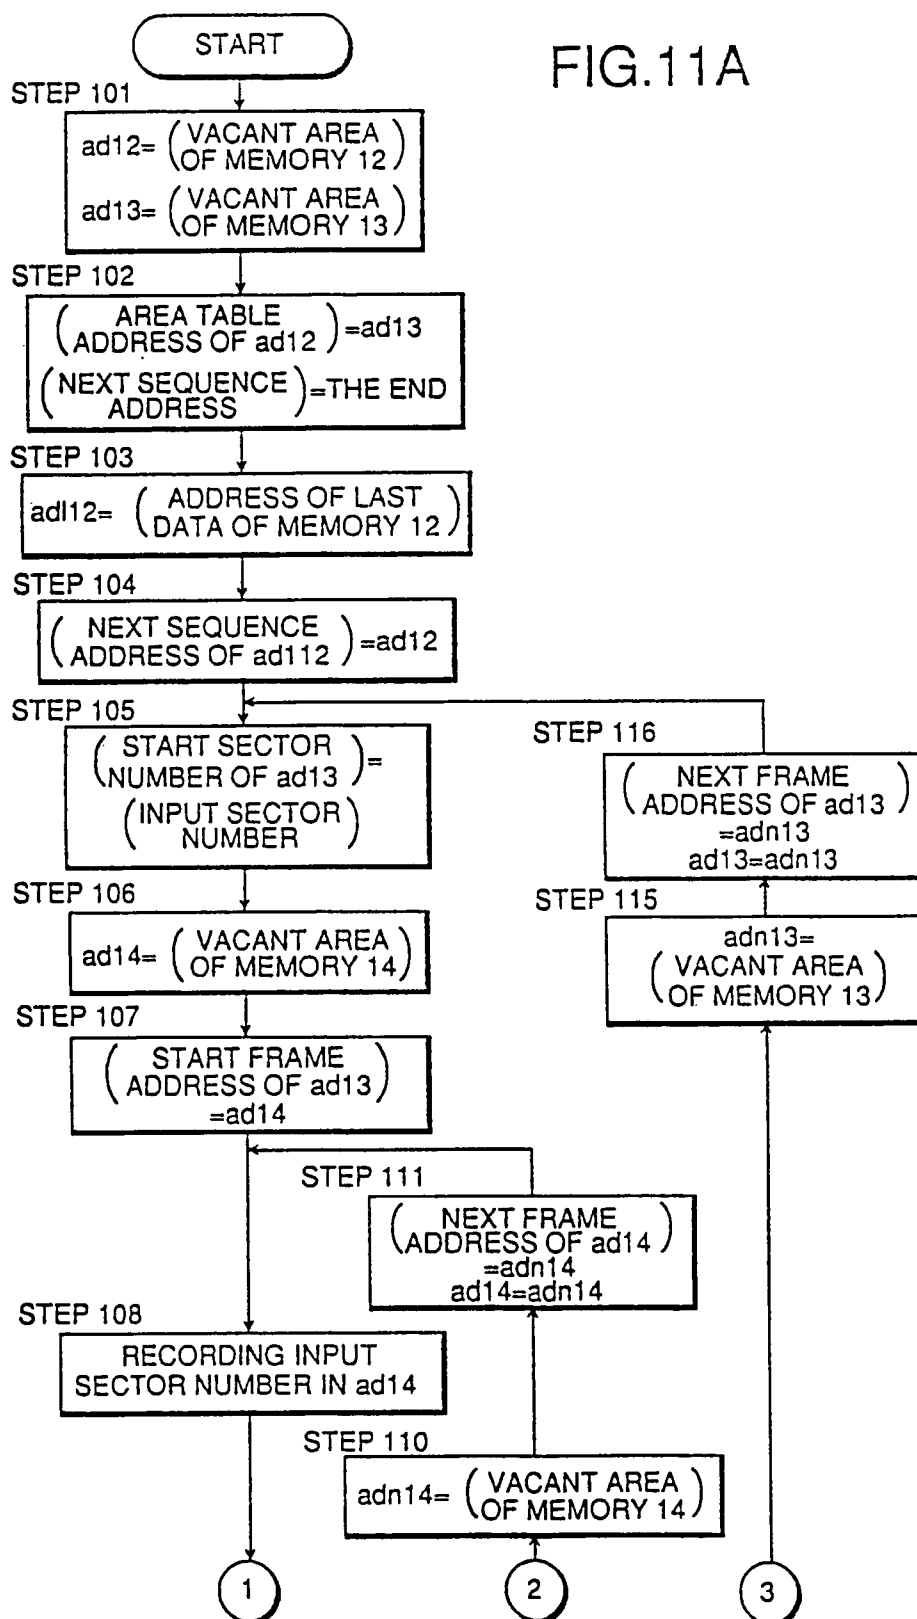 START
FIG.11A
STEP 101
ad12= (VACANT AREA
OF MEMORY 12)
ad13= (VACANT AREA
OF MEMORY 13)
STEP 102
(AREA TABLE
ADDRESS OF ad12)=ad13
(NEXT SEQUENCE
ADDRESS)=THE END
STEP 103
adl12= (ADDRESS OF LAST
DATA OF MEMORY 12)
STEP 104
(NEXT SEQUENCE
ADDRESS OF ad112)=ad12
STEP 105
(START SECTOR
NUMBER OF ad13)=
(INPUT SECTOR
NUMBER)
STEP 116
(NEXT FRAME
ADDRESS OF ad13)
=adn13
ad13=adn13
STEP 106
ad14= (VACANT AREA
OF MEMORY 14)
STEP 115
adn13=
(VACANT AREA
OF MEMORY 13)
STEP 107
(START FRAME
ADDRESS OF ad13)
=ad14
STEP 111
(NEXT FRAME
ADDRESS OF ad14)
=adn14
ad14=adn14
STEP 108
RECORDING INPUT
SECTOR NUMBER IN ad14
STEP 110
adn14= (VACANT AREA
OF MEMORY 14)
1
2
3